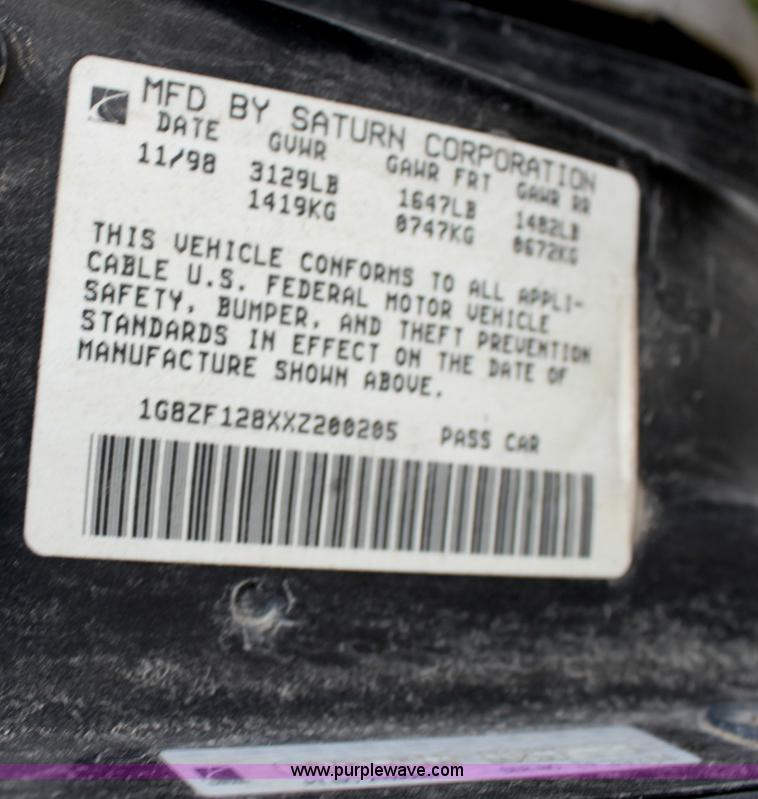 MFD BY SATURN CORPORATION
DATE GVWR GAWR FRT GAWR RR
11/98 3129LB 1647LB 1482LB
1419KG 0747KG 0672KG
THIS VEHICLE CONFORMS TO ALL APPLI-
CABLE U.S. FEDERAL MOTOR VEHICLE
SAFETY, BUMPER, AND THEFT PREVENTION
STANDARDS IN EFFECT ON THE DATE OF
MANUFACTURE SHOWN ABOVE.
1G8ZF128XXZ200205 PASS CAR
www.purplewave.com